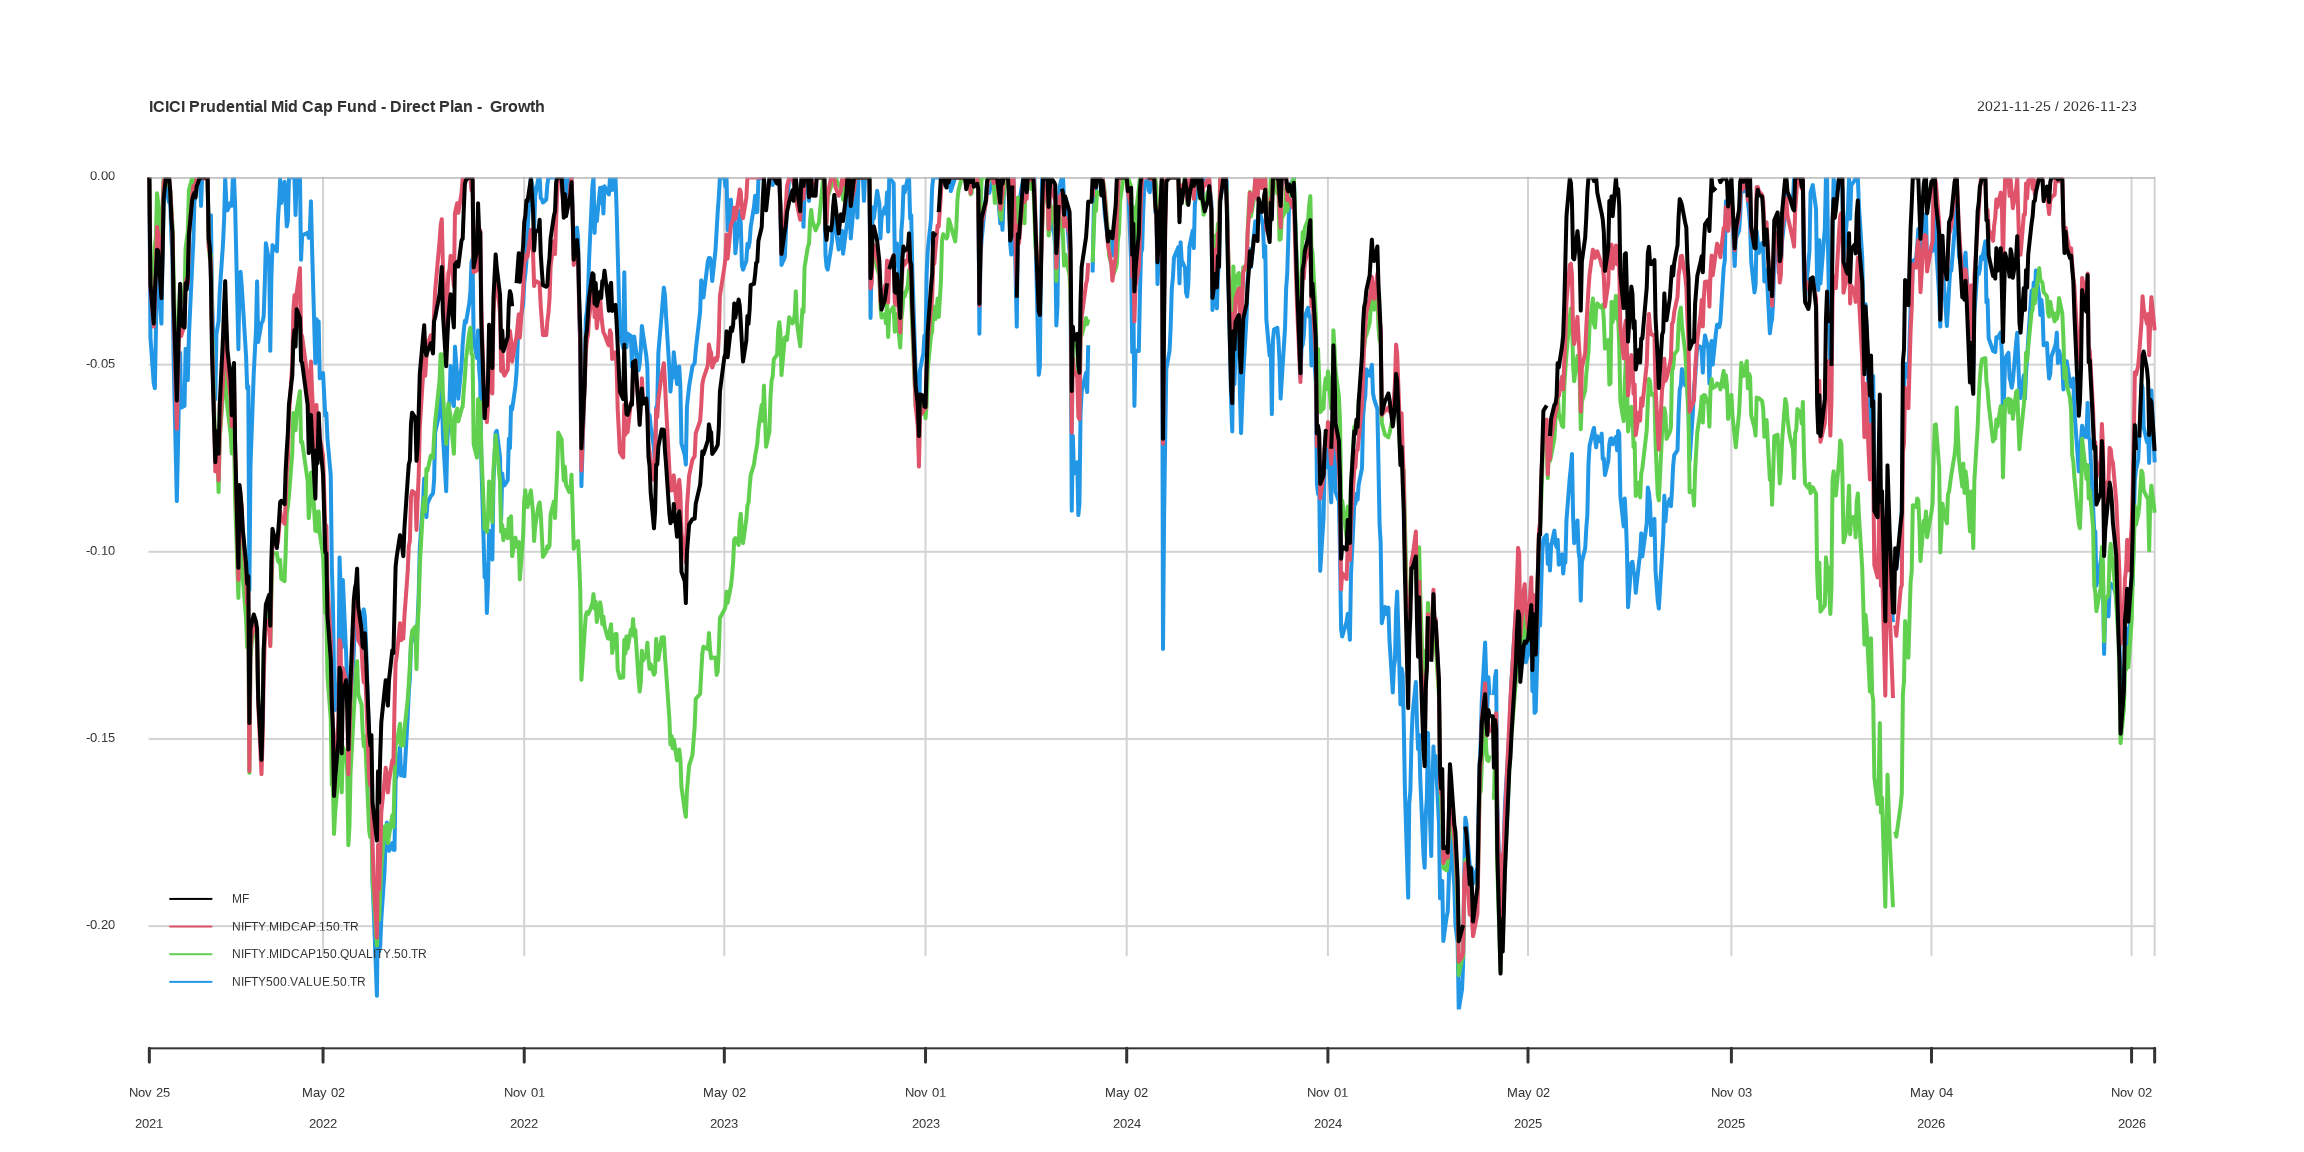 ICICI Prudential Mid Cap Fund - Direct Plan -  Growth
2021-11-25 / 2026-11-23
0.00
-0.05
-0.10
-0.15
-0.20
MF
NIFTY.MIDCAP.150.TR
NIFTY.MIDCAP150.QUALITY.50.TR
NIFTY500.VALUE.50.TR
Nov 25 May 02 Nov 01 May 02 Nov 01 May 02 Nov 01 May 02 Nov 03 May 04 Nov 02
2021 2022 2022 2023 2023 2024 2024 2025 2025 2026 2026